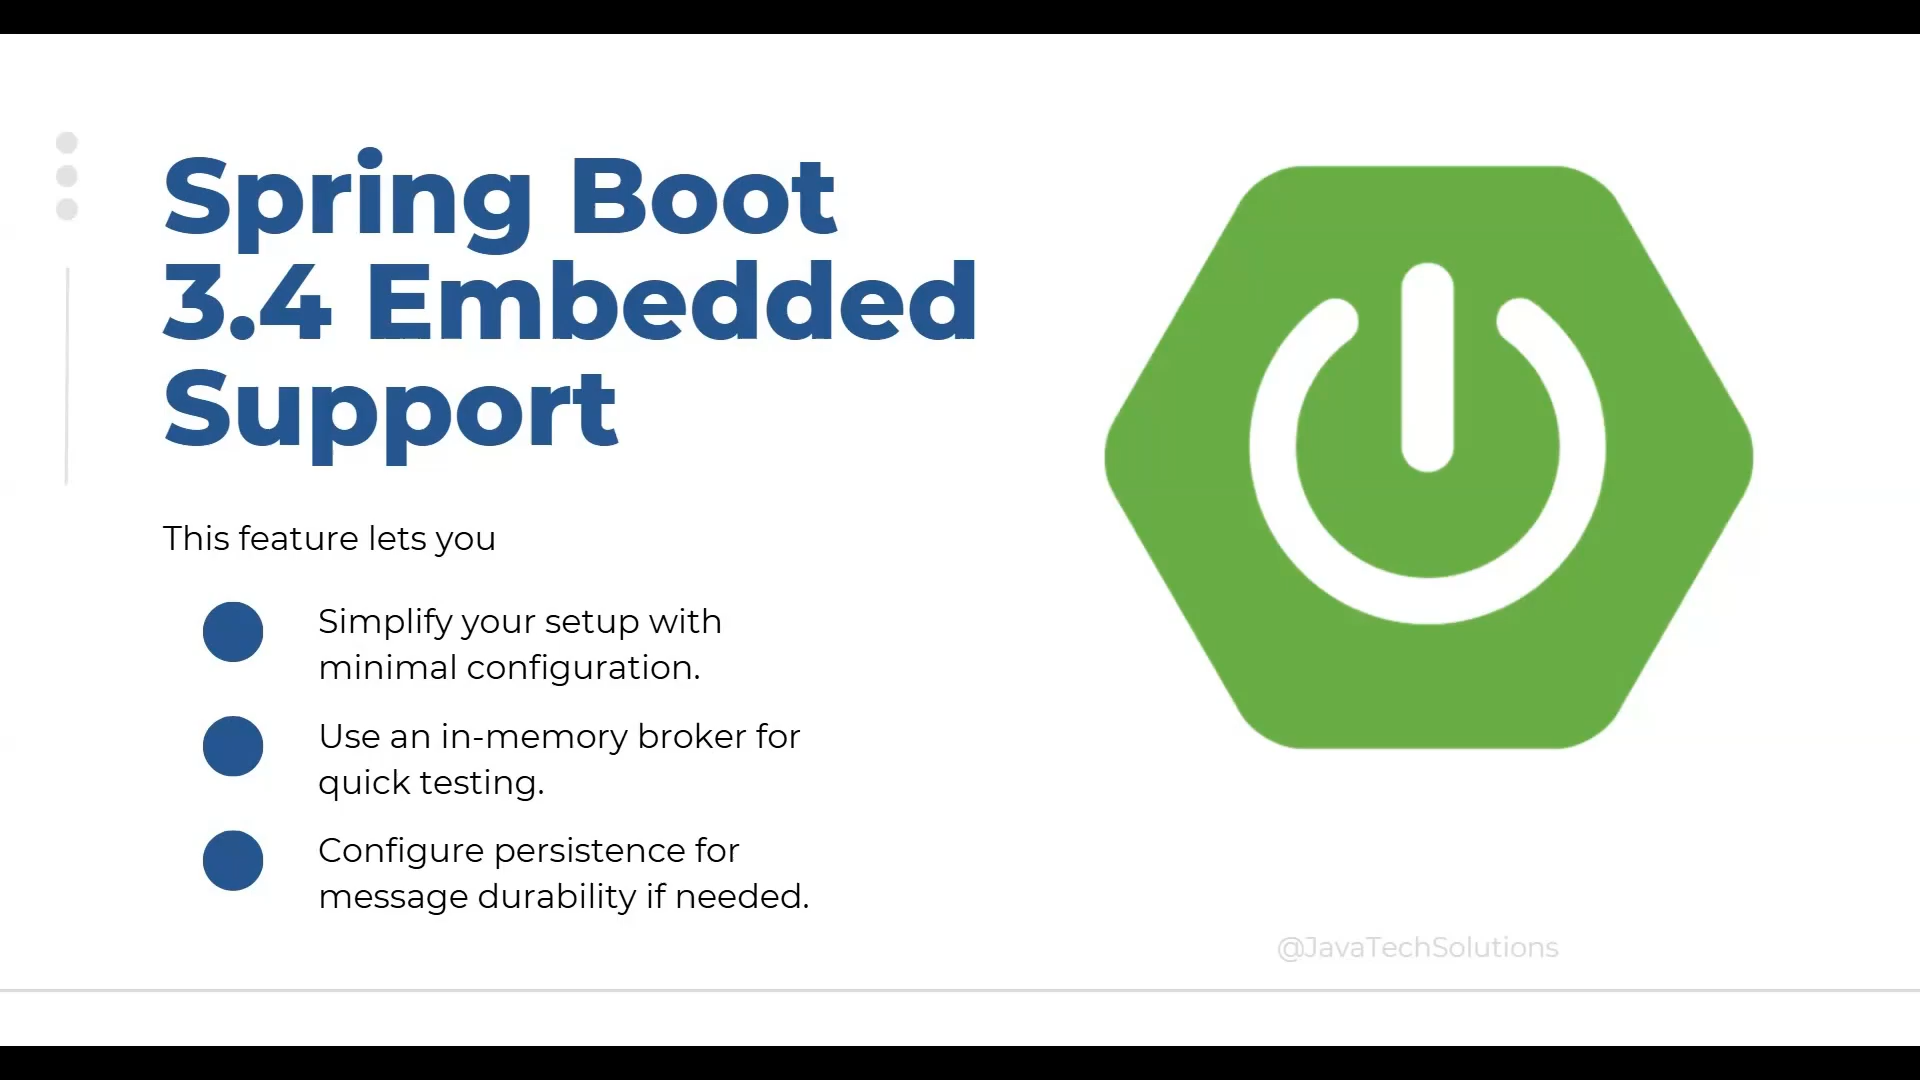 Spring Boot
3.4 Embedded
Support
This feature lets you
Simplify your setup with
minimal configuration.
Use an in-memory broker for
quick testing.
Configure persistence for
message durability if needed.
@JavaTechSolutions